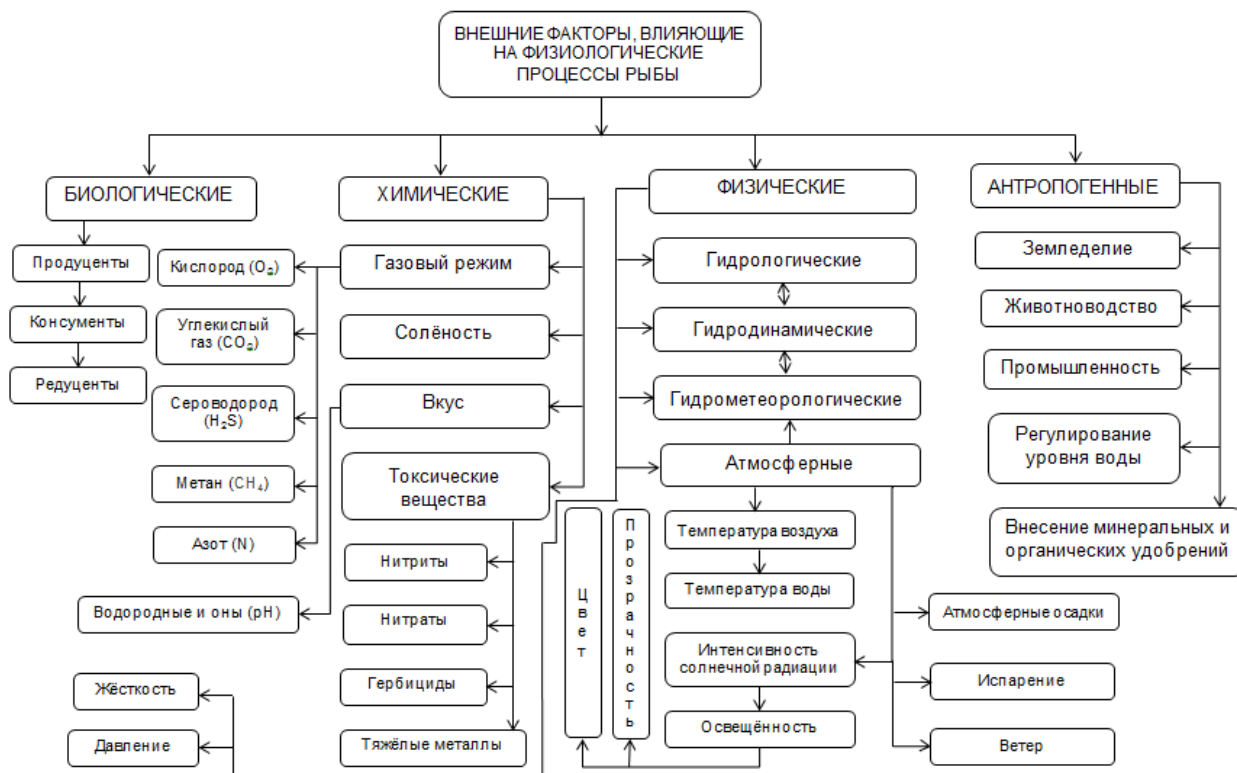 ВНЕШНИЕ ФАКТОРЫ, ВЛИЯЮЩИЕ
НА ФИЗИОЛОГИЧЕСКИЕ
ПРОЦЕССЫ РЫБЫ
БИОЛОГИЧЕСКИЕ
ХИМИЧЕСКИЕ
ФИЗИЧЕСКИЕ
АНТРОПОГЕННЫЕ
Продуценты
Консументы
Редуценты
Кислород (O₂)
Углекислый
газ (CO₂)
Сероводород
(H₂S)
Метан (CH₄)
Азот (N)
Водородные и оны (pH)
Жёсткость
Давление
Газовый режим
Солёность
Вкус
Токсические
вещества
Нитриты
Нитраты
Гербициды
Тяжёлые металлы
Гидрологические
Гидродинамические
Гидрометеорологические
Атмосферные
Цвет
Прозрачность
Температура воздуха
Температура воды
Интенсивность
солнечной радиации
Освещённость
Земледелие
Животноводство
Промышленность
Регулирование
уровня воды
Внесение минеральных и
органических удобрений
Атмосферные осадки
Испарение
Ветер